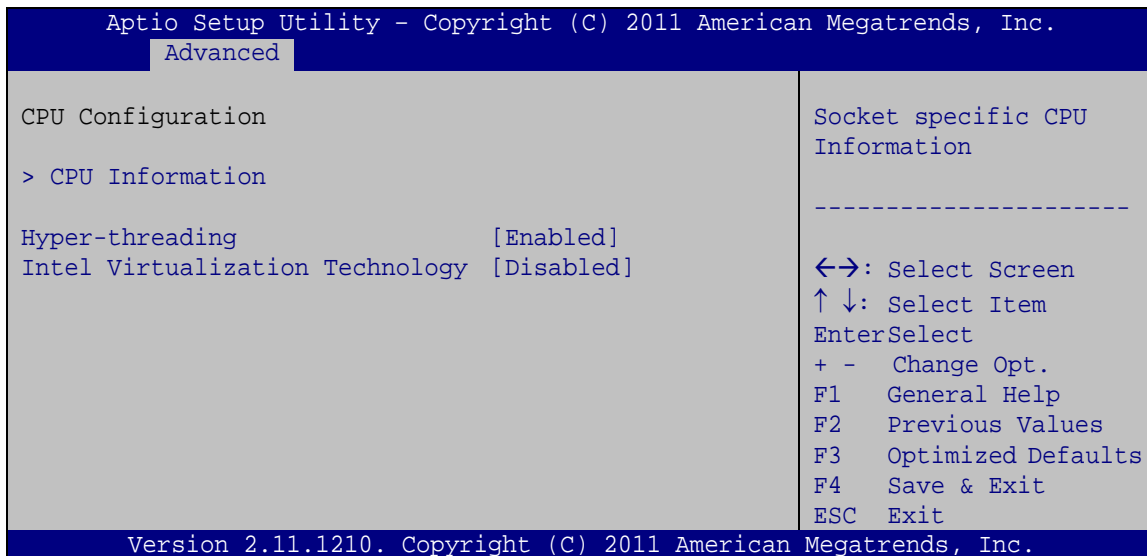 Aptio Setup Utility – Copyright (C) 2011 American Megatrends, Inc.
Advanced
CPU Configuration
> CPU Information
Hyper-threading [Enabled]
Intel Virtualization Technology [Disabled]
Socket specific CPU
Information
----------------------
←→: Select Screen
↑ ↓: Select Item
EnterSelect
+ - Change Opt.
F1 General Help
F2 Previous Values
F3 Optimized Defaults
F4 Save & Exit
ESC Exit
Version 2.11.1210. Copyright (C) 2011 American Megatrends, Inc.